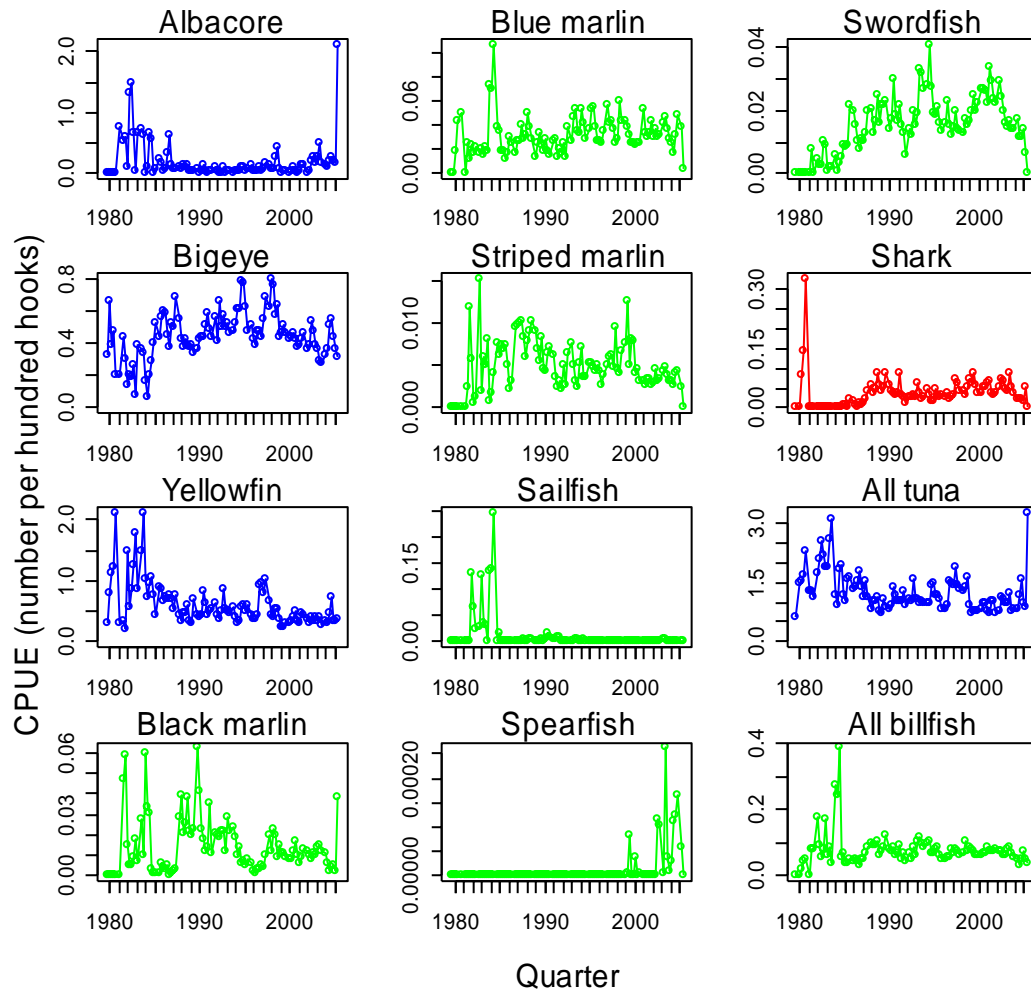 Albacore
Blue marlin
Swordfish
0.0 1.0 2.0
0.00 0.06
0.00 0.02 0.04
1980 1990 2000
1980 1990 2000
1980 1990 2000
Bigeye
Striped marlin
Shark
0.0 0.4 0.8
0.000 0.010
0.00 0.15 0.30
1980 1990 2000
1980 1990 2000
1980 1990 2000
Yellowfin
Sailfish
All tuna
0.0 1.0 2.0
0.00 0.15
0.0 1.5 3.0
1980 1990 2000
1980 1990 2000
1980 1990 2000
Black marlin
Spearfish
All billfish
0.00 0.03 0.06
0.00000 0.00020
0.0 0.2 0.4
1980 1990 2000
1980 1990 2000
1980 1990 2000
CPUE (number per hundred hooks)
Quarter